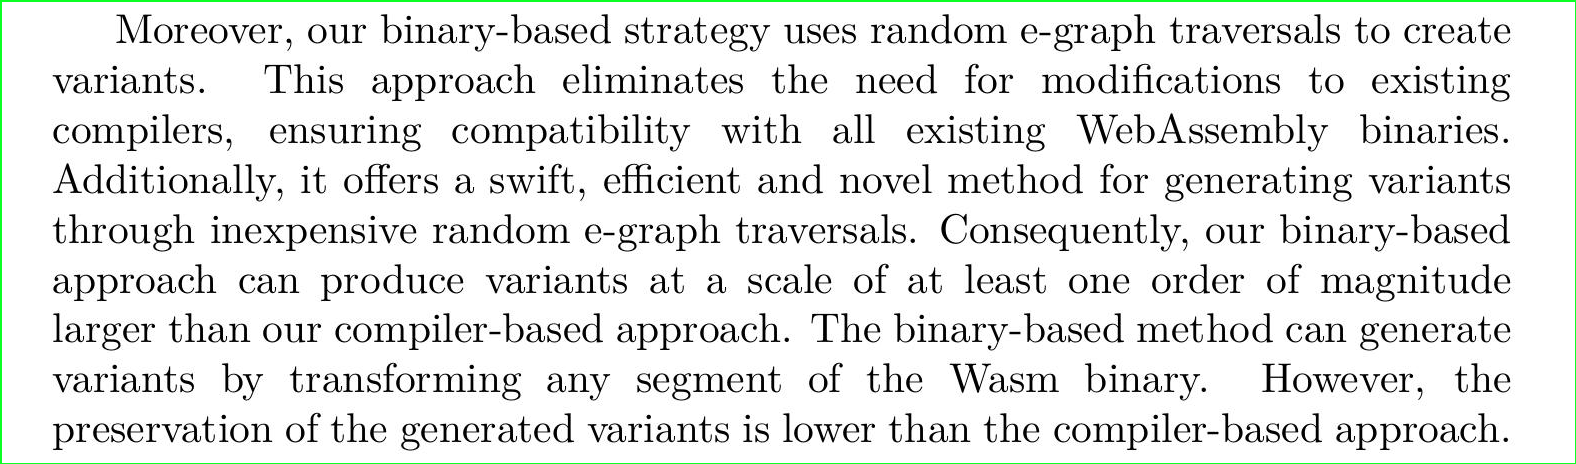 Moreover, our binary-based strategy uses random e-graph traversals to create
variants. This approach eliminates the need for modifications to existing
compilers, ensuring compatibility with all existing WebAssembly binaries.
Additionally, it offers a swift, efficient and novel method for generating variants
through inexpensive random e-graph traversals. Consequently, our binary-based
approach can produce variants at a scale of at least one order of magnitude
larger than our compiler-based approach. The binary-based method can generate
variants by transforming any segment of the Wasm binary. However, the
preservation of the generated variants is lower than the compiler-based approach.